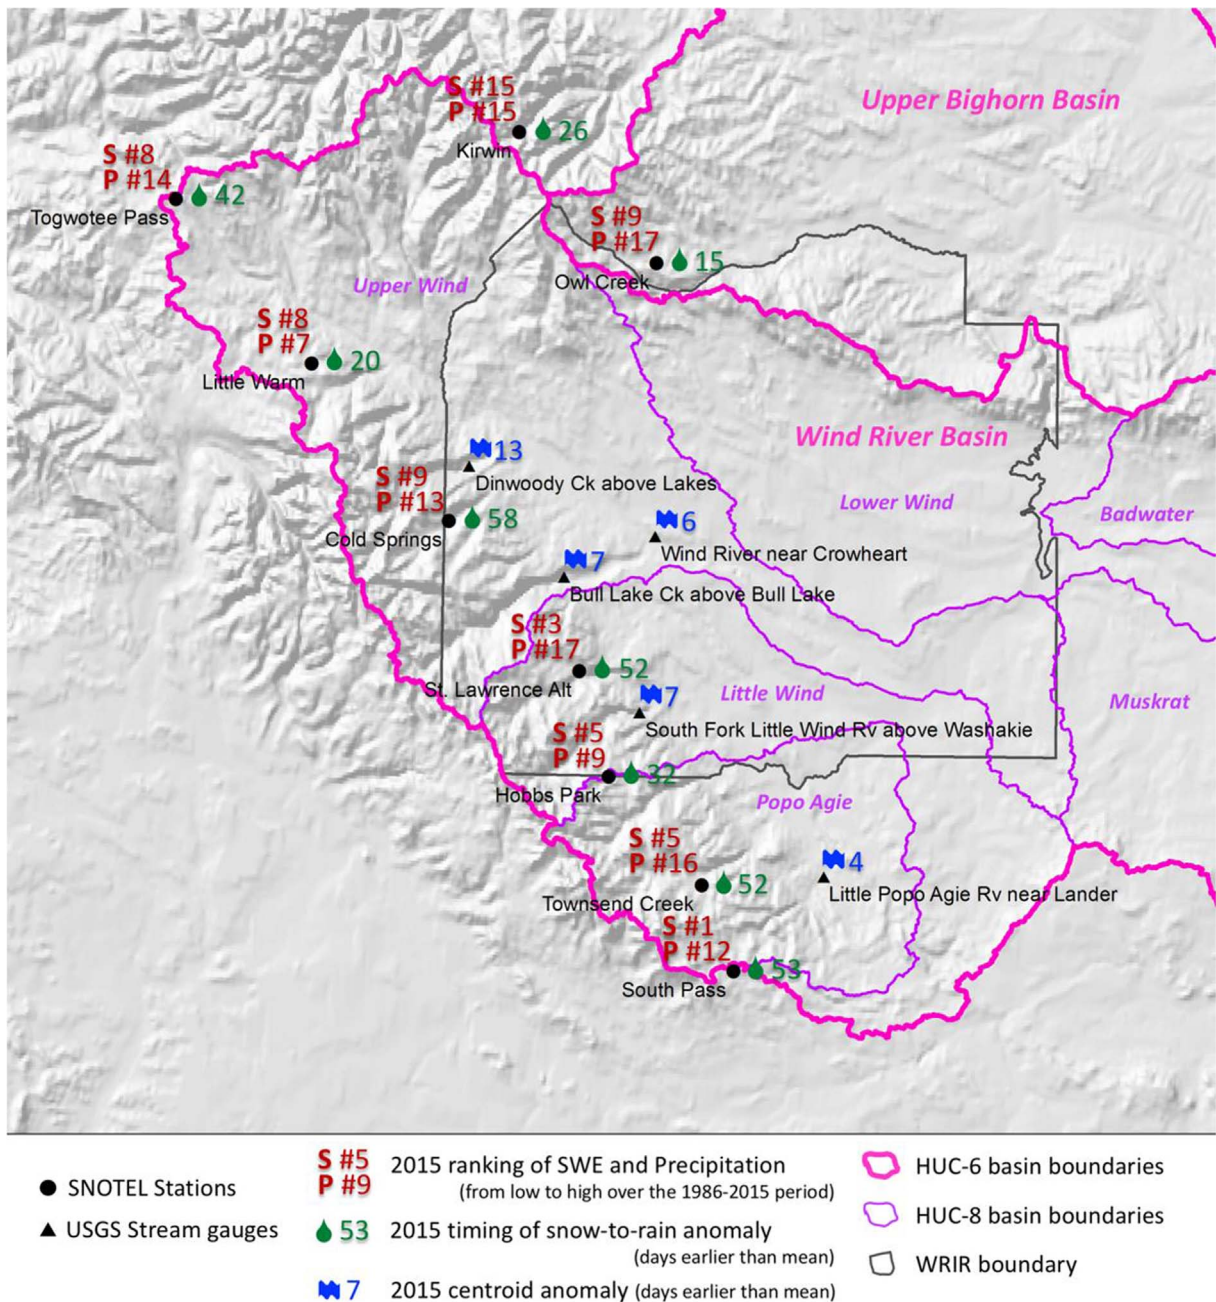 Upper Bighorn Basin
S #15
P #15
26
Kirwin
S #8
P #14
42
Togwotee Pass
S #9
P #17
15
Owl Creek
Upper Wind
S #8
P #7
20
Little Warm
Wind River Basin
13
Dinwoody Ck above Lakes
S #9
P #13
58
Cold Springs
Lower Wind
Badwater
6
Wind River near Crowheart
7
Bull Lake Ck above Bull Lake
S #3
P #17
52
St. Lawrence Alt
Little Wind
Muskrat
7
South Fork Little Wind Rv above Washakie
S #5
P #9
32
Hobbs Park
Popo Agie
S #5
P #16
52
Townsend Creek
4
Little Popo Agie Rv near Lander
S #1
P #12
53
South Pass
SNOTEL Stations
USGS Stream gauges
S #5
P #9
2015 ranking of SWE and Precipitation
(from low to high over the 1986-2015 period)
53
2015 timing of snow-to-rain anomaly
(days earlier than mean)
7
2015 centroid anomaly (days earlier than mean)
HUC-6 basin boundaries
HUC-8 basin boundaries
WRIR boundary